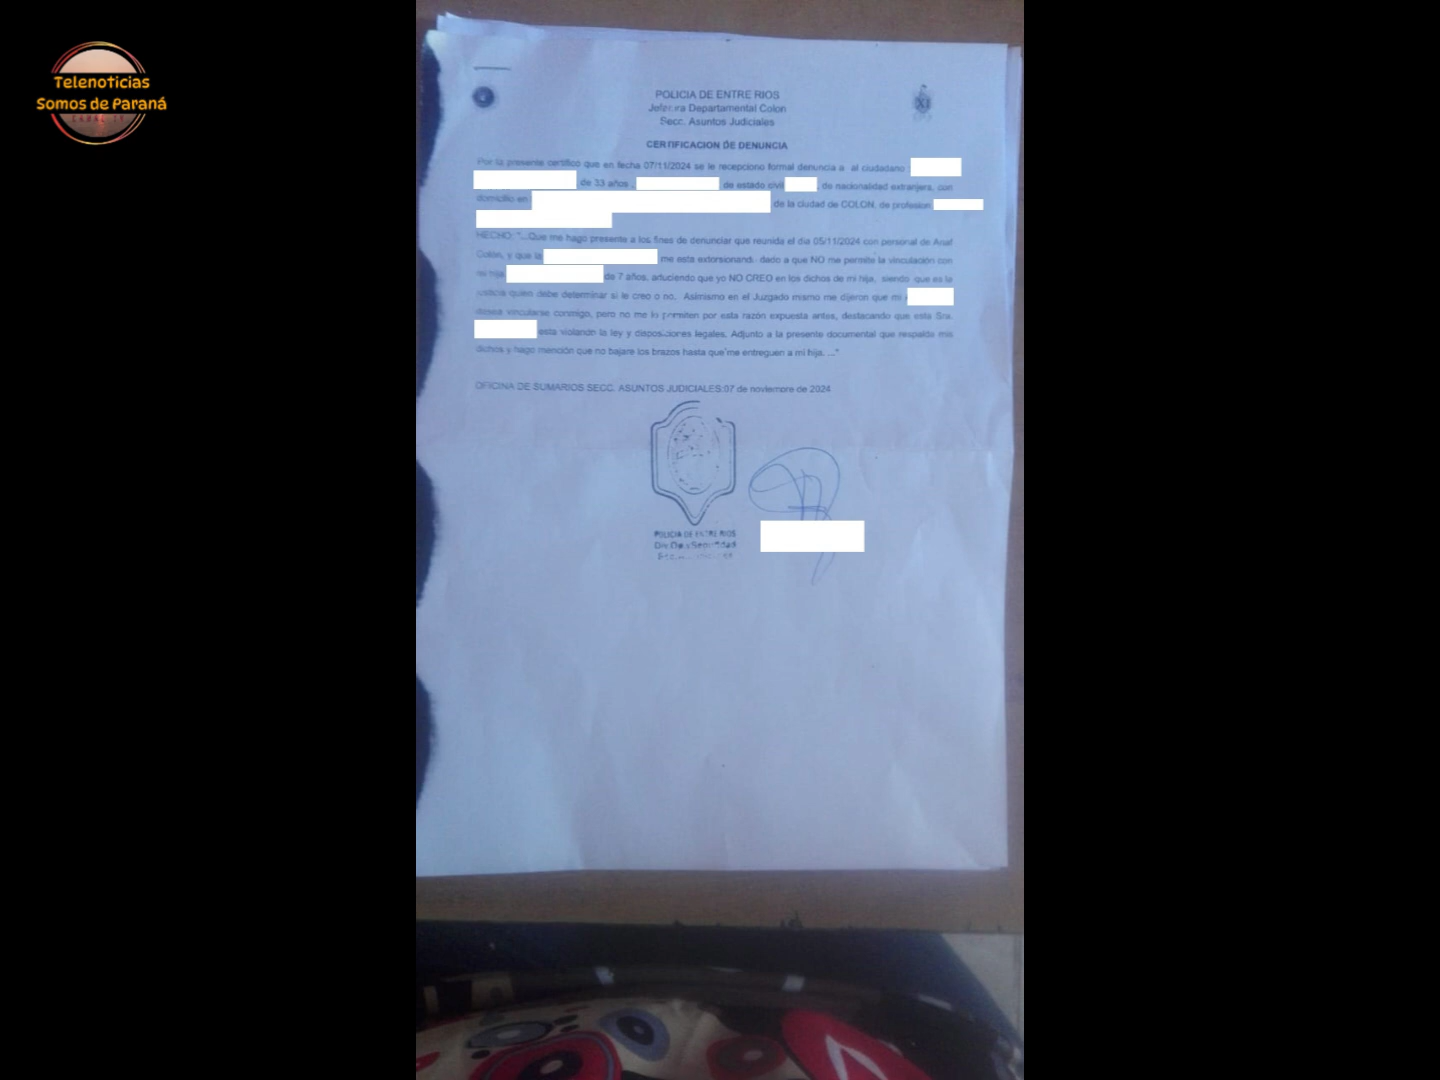 Telenoticias
Somos de Paraná
CANAL
POLICIA DE ENTRE RIOS
Jefatura Departamental Colon
Secc. Asuntos Judiciales
CERTIFICACION DE DENUNCIA
Por la presente certifico que en fecha 07/11/2024 se le recepciono formal denuncia a al ciudadano
de 33 años , de estado civil , de nacionalidad extranjera, con
domicilio en de la ciudad de COLON, de profesion
HECHO: "...Que me hago presente a los fines de denunciar que reunida el dia 05/11/2024 con personal de Anaf
Colón, y que la me esta extorsionand dado a que NO me permite la vinculación con
mi hija de 7 años, aduciendo que yo NO CREO en los dichos de mi hija, siendo que es la
justicia quien debe determinar si le creo o no. Asimismo en el Juzgado mismo me dijeron que mi
desea vincularse conmigo, pero no me lo permiten por esta razón expuesta antes, destacando que esta Sra.
esta violando la ley y disposiciones legales. Adjunto a la presente documental que respalde mis
dichos y hago mención que no bajare los brazos hasta que me entreguen a mi hija. ..."
OFICINA DE SUMARIOS SECC. ASUNTOS JUDICIALES:07 de noviembre de 2024
POLICIA DE ENTRE RIOS